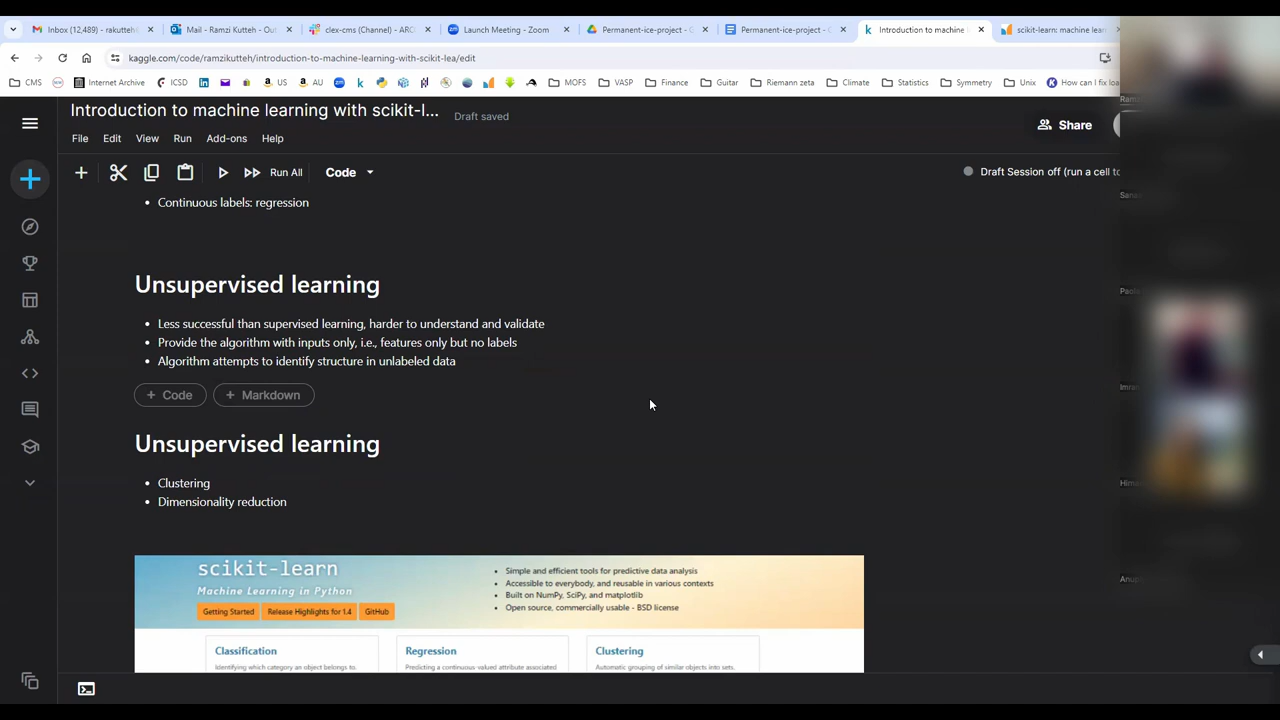 Inbox (12,489) - rakutteh
Mail - Ramzi Kutteh - Ou
clex-cms (Channel) - ARC
Launch Meeting - Zoom
Permanent-ice-project - G
Permanent-ice-project - G
Introduction to machine l
scikit-learn: machine lea
kaggle.com/code/ramzikutteh/introduction-to-machine-learning-with-scikit-lea/edit
CMS
Internet Archive
ICSD
US
AU
MOFS
VASP
Finance
Guitar
Riemann zeta
Climate
Statistics
Symmetry
Unix
How can I fix loa
Introduction to machine learning with scikit-l...
Draft saved
Share
File Edit View Run Add-ons Help
Run All
Code
Draft Session off (run a cell to
Continuous labels: regression
Unsupervised learning
Less successful than supervised learning, harder to understand and validate
Provide the algorithm with inputs only, i.e., features only but no labels
Algorithm attempts to identify structure in unlabeled data
+ Code + Markdown
Unsupervised learning
Clustering
Dimensionality reduction
scikit-learn
Machine Learning in Python
Getting Started Release Highlights for 1.4 GitHub
Simple and efficient tools for predictive data analysis
Accessible to everybody, and reusable in various contexts
Built on NumPy, SciPy, and matplotlib
Open source, commercially usable - BSD license
Classification
Identifying which category an object belongs to.
Regression
Predicting a continuous-valued attribute associated
Clustering
Automatic grouping of similar objects into sets.